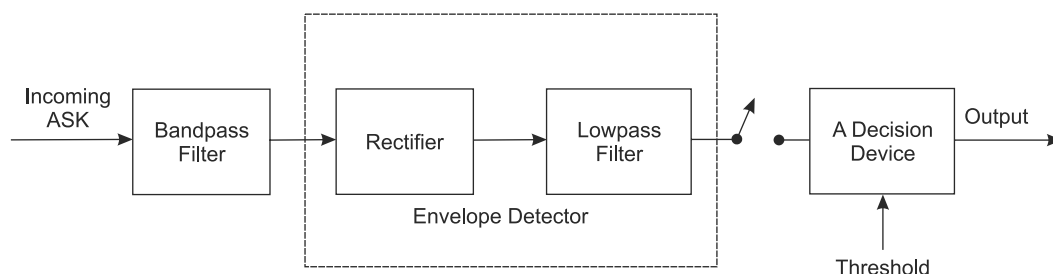 Incoming
ASK
Bandpass
Filter
Rectifier
Lowpass
Filter
Envelope Detector
A Decision
Device
Output
Threshold